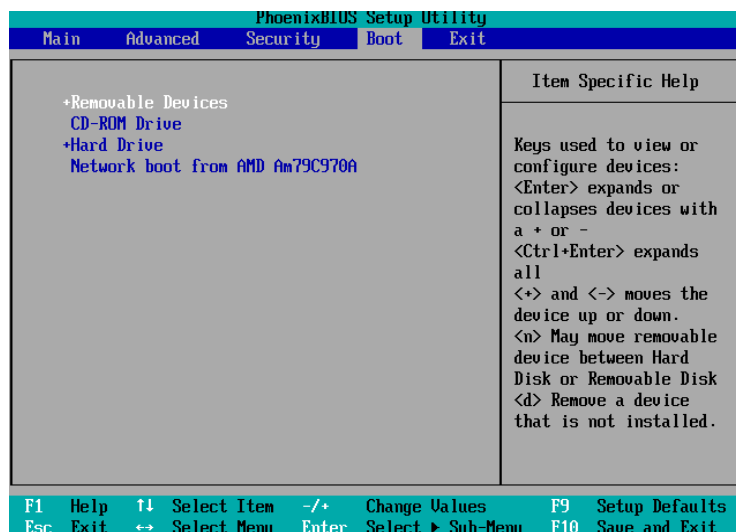 PhoenixBIOS Setup Utility
Main Advanced Security Boot Exit
+Removable Devices
CD-ROM Drive
+Hard Drive
Network boot from AMD Am79C970A
Item Specific Help
Keys used to view or
configure devices:
<Enter> expands or
collapses devices with
a + or -
<Ctrl+Enter> expands
all
<+> and <-> moves the
device up or down.
<n> May move removable
device between Hard
Disk or Removable Disk
<d> Remove a device
that is not installed.
F1 Help ↑↓ Select Item -/+ Change Values F9 Setup Defaults
Esc Exit ↔ Select Menu Enter Select ▶ Sub-Menu F10 Save and Exit